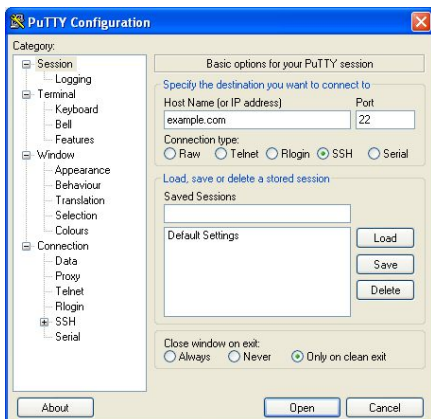 PuTTY Configuration
Category:
Session
Logging
Terminal
Keyboard
Bell
Features
Window
Appearance
Behaviour
Translation
Selection
Colours
Connection
Data
Proxy
Telnet
Rlogin
SSH
Serial
Basic options for your PuTTY session
Specify the destination you want to connect to
Host Name (or IP address) Port
example.com 22
Connection type:
Raw Telnet Rlogin SSH Serial
Load, save or delete a stored session
Saved Sessions
Default Settings
Load
Save
Delete
Close window on exit:
Always Never Only on clean exit
About Open Cancel